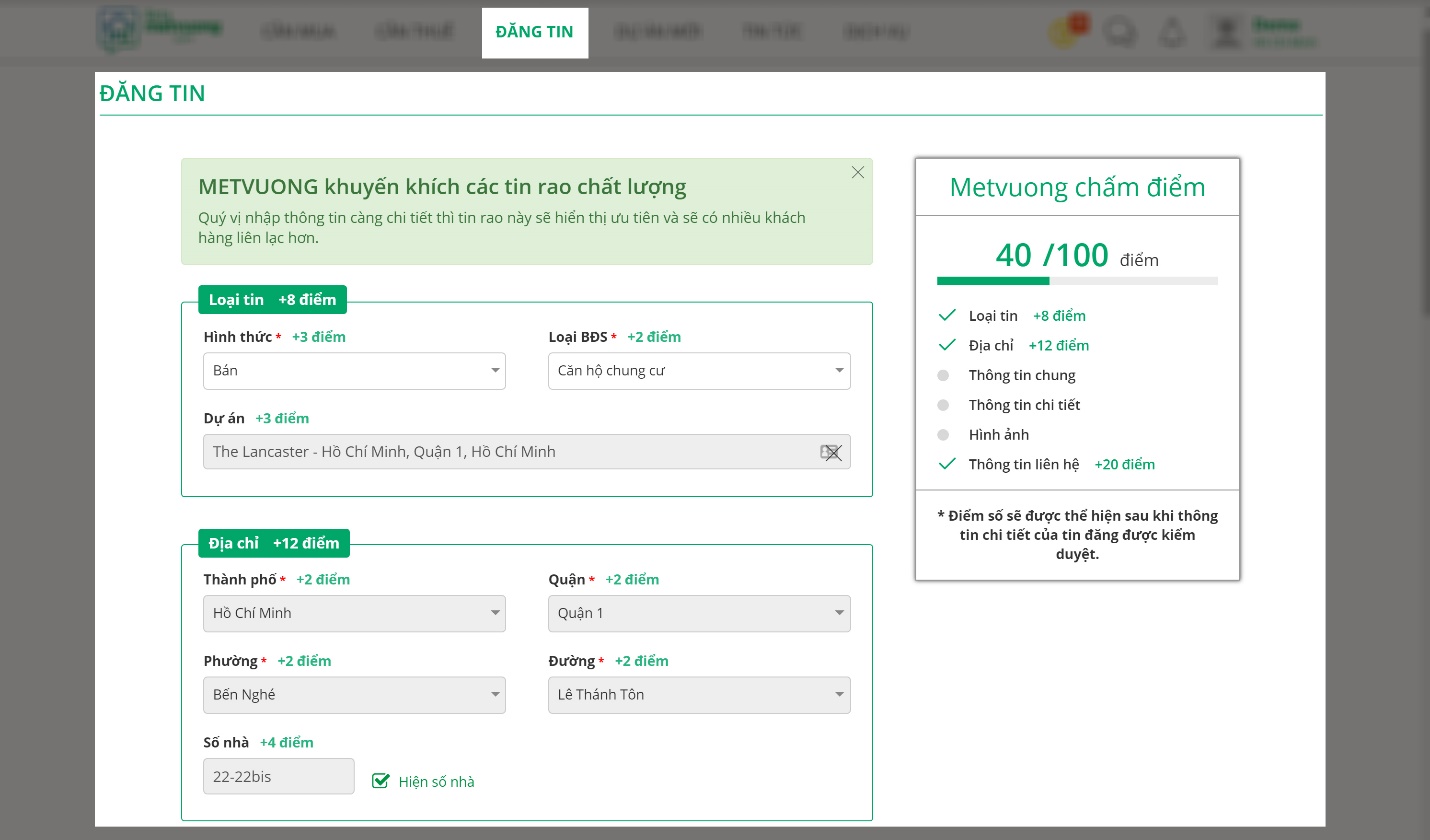 ĐĂNG TIN
ĐĂNG TIN
METVUONG khuyến khích các tin rao chất lượng
Quý vị nhập thông tin càng chi tiết thì tin rao này sẽ hiển thị ưu tiên và sẽ có nhiều khách
hàng liên lạc hơn.
Loại tin +8 điểm
Hình thức * +3 điểm
Loại BĐS * +2 điểm
Bán
Căn hộ chung cư
Dự án +3 điểm
The Lancaster - Hồ Chí Minh, Quận 1, Hồ Chí Minh
Địa chỉ +12 điểm
Thành phố * +2 điểm
Quận * +2 điểm
Hồ Chí Minh
Quận 1
Phường * +2 điểm
Đường * +2 điểm
Bến Nghé
Lê Thánh Tôn
Số nhà +4 điểm
22-22bis
Hiện số nhà
Metvuong chấm điểm
40 /100 điểm
Loại tin +8 điểm
Địa chỉ +12 điểm
Thông tin chung
Thông tin chi tiết
Hình ảnh
Thông tin liên hệ +20 điểm
* Điểm số sẽ được thể hiện sau khi thông
tin chi tiết của tin đăng được kiểm
duyệt.